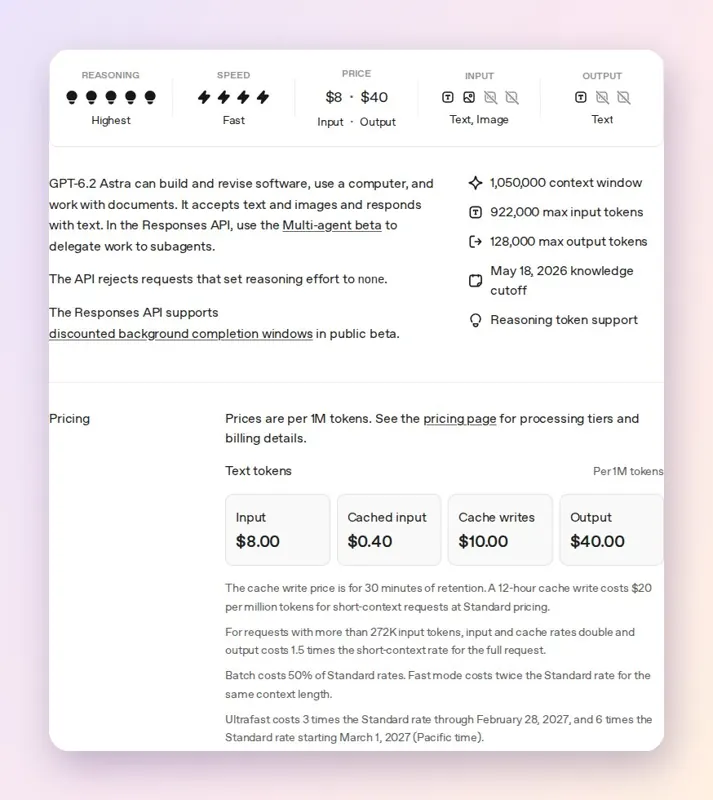 REASONING
Highest
SPEED
Fast
PRICE
$8 • $40
Input • Output
INPUT
Text, Image
OUTPUT
Text
GPT-6.2 Astra can build and revise software, use a computer, and
work with documents. It accepts text and images and responds
with text. In the Responses API, use the Multi-agent beta to
delegate work to subagents.
The API rejects requests that set reasoning effort to none.
The Responses API supports
discounted background completion windows in public beta.
1,050,000 context window
922,000 max input tokens
128,000 max output tokens
May 18, 2026 knowledge
cutoff
Reasoning token support
Pricing
Prices are per 1M tokens. See the pricing page for processing tiers and
billing details.
Text tokens
Per 1M tokens
Input
$8.00
Cached input
$0.40
Cache writes
$10.00
Output
$40.00
The cache write price is for 30 minutes of retention. A 12-hour cache write costs $20
per million tokens for short-context requests at Standard pricing.
For requests with more than 272K input tokens, input and cache rates double and
output costs 1.5 times the short-context rate for the full request.
Batch costs 50% of Standard rates. Fast mode costs twice the Standard rate for the
same context length.
Ultrafast costs 3 times the Standard rate through February 28, 2027, and 6 times the
Standard rate starting March 1, 2027 (Pacific time).